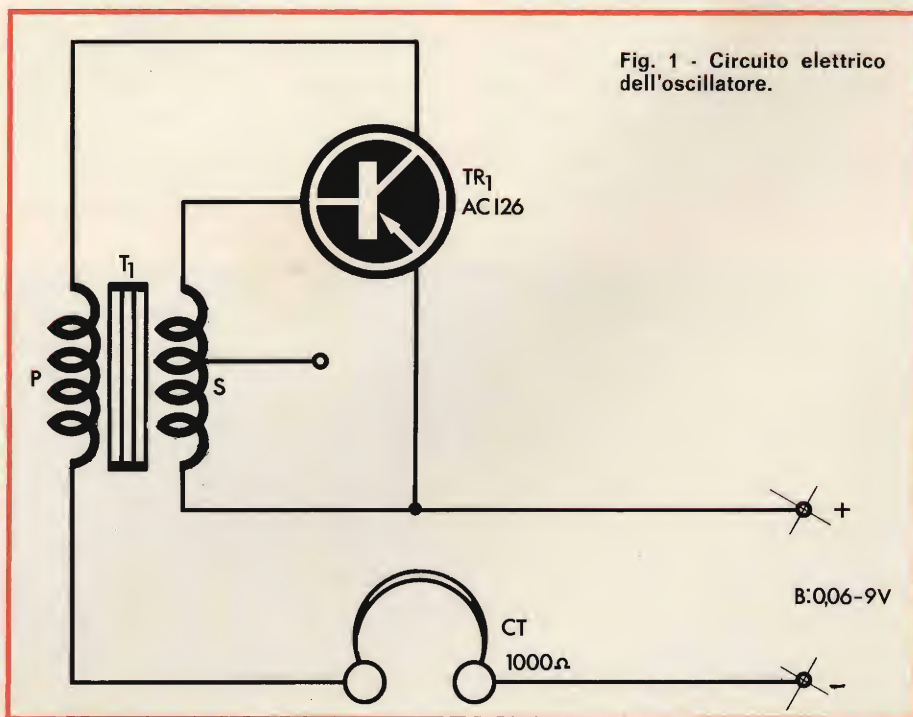 Fig. 1 - Circuito elettrico
dell'oscillatore.
TR1
AC126
T1
P
S
+
B:0,06-9V
CT
1000Ω
-